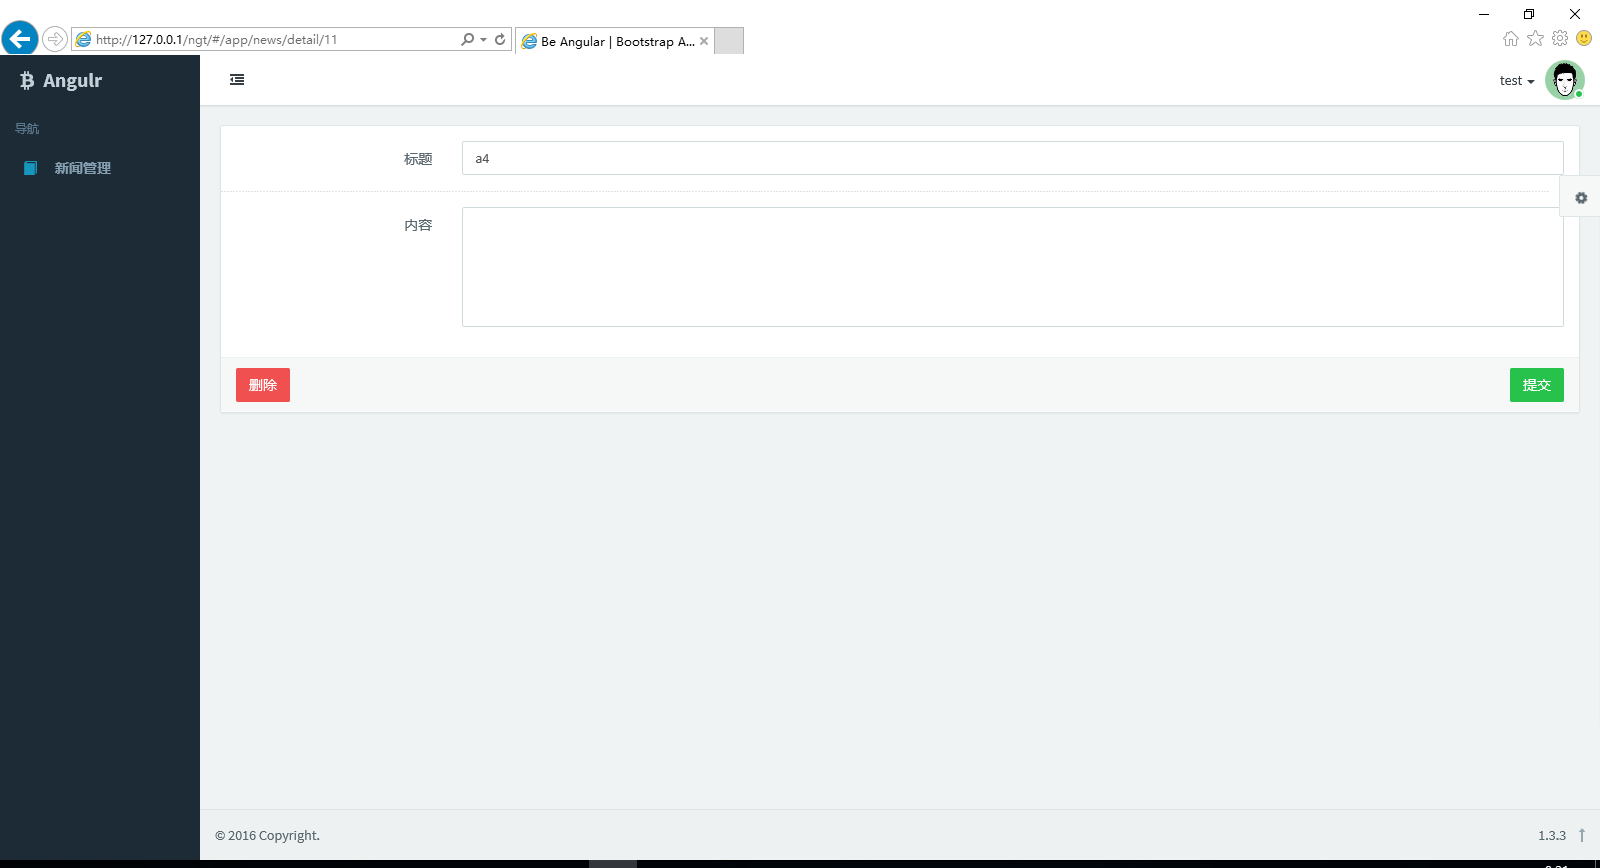 http://127.0.0.1/ngt/#/app/news/detail/11
Be Angular | Bootstrap A...
Angulr
test
导航
新闻管理
标题
a4
内容
删除
提交
© 2016 Copyright.
1.3.3